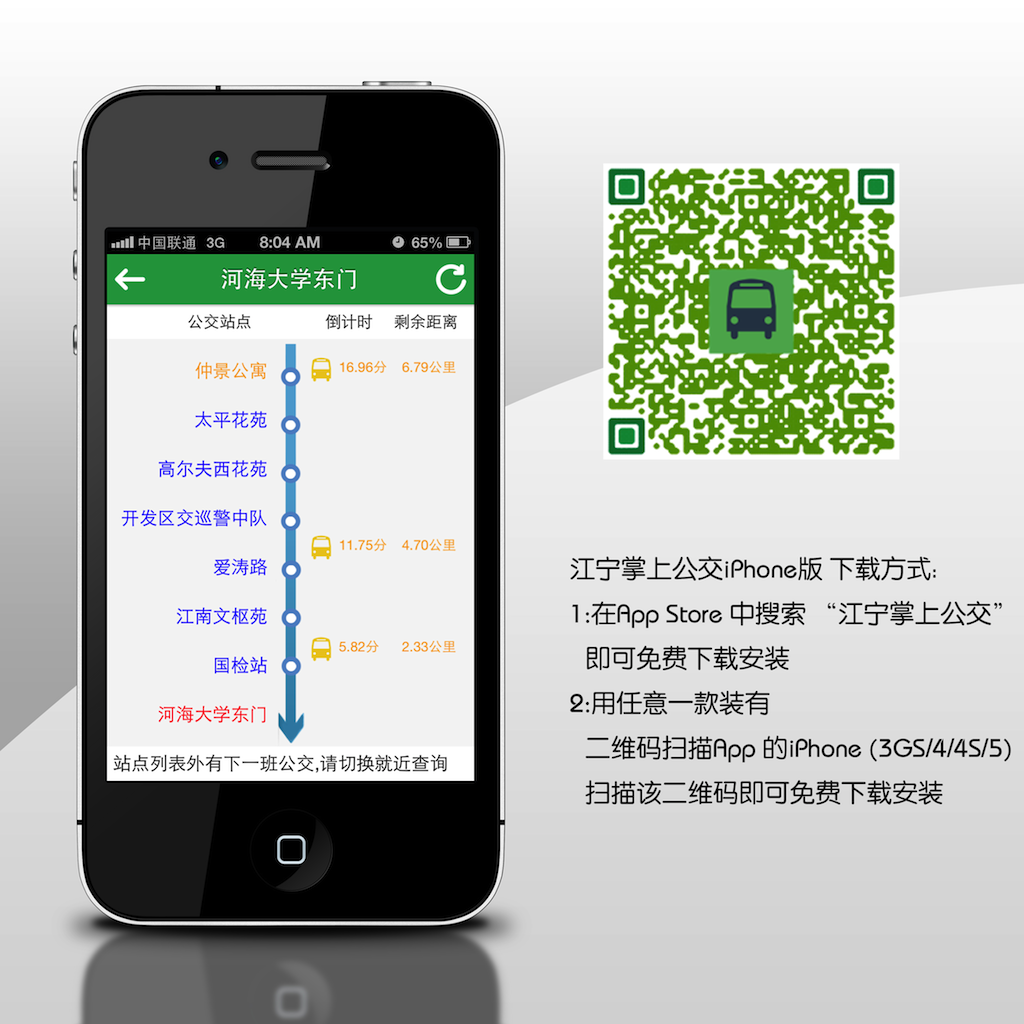 中国联通 3G 8:04 AM 65%
河海大学东门
公交站点 倒计时 剩余距离
仲景公寓 16.96分 6.79公里
太平花苑
高尔夫西花苑
开发区交巡警中队
11.75分 4.70公里
爱涛路
江南文枢苑
5.82分 2.33公里
国检站
河海大学东门
站点列表外有下一班公交,请切换就近查询
江宁掌上公交iPhone版 下载方式:
1:在App Store 中搜索 “江宁掌上公交”
即可免费下载安装
2:用任意一款装有
二维码扫描App 的iPhone (3GS/4/4S/5)
扫描该二维码即可免费下载安装